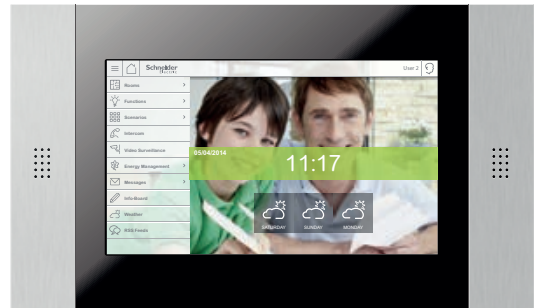 Schneider
Electric
User 2
Rooms
Functions
Scenarios
Intercom
Video Surveillance
Energy Management
Messages
Info Board
Weather
RSS Feeds
05/04/2014
11:17
SATURDAY SUNDAY MONDAY